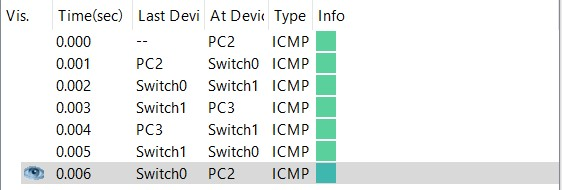 Vis. Time(sec) Last Devi At Devic Type Info
0.000 -- PC2 ICMP
0.001 PC2 Switch0 ICMP
0.002 Switch0 Switch1 ICMP
0.003 Switch1 PC3 ICMP
0.004 PC3 Switch1 ICMP
0.005 Switch1 Switch0 ICMP
0.006 Switch0 PC2 ICMP